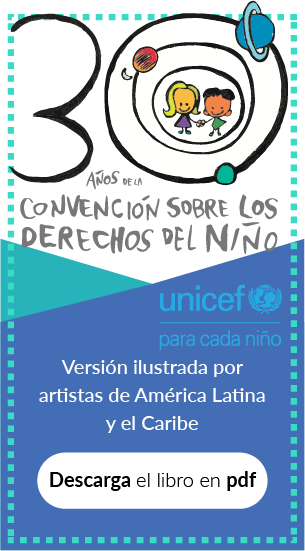 30
AÑOS DE LA
CONVENCIÓN SOBRE LOS
DERECHOS DEL NIÑO
unicef
para cada niño
Versión ilustrada por
artistas de América Latina
y el Caribe
Descarga el libro en pdf